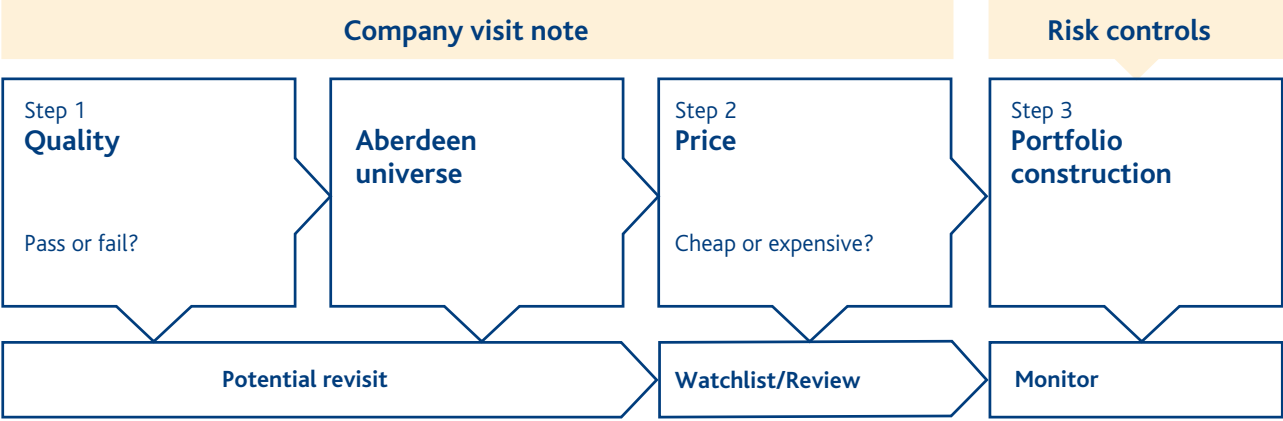 Company visit note
Risk controls
Step 1
Quality
Pass or fail?
Aberdeen
universe
Step 2
Price
Cheap or expensive?
Step 3
Portfolio
construction
Potential revisit
Watchlist/Review
Monitor